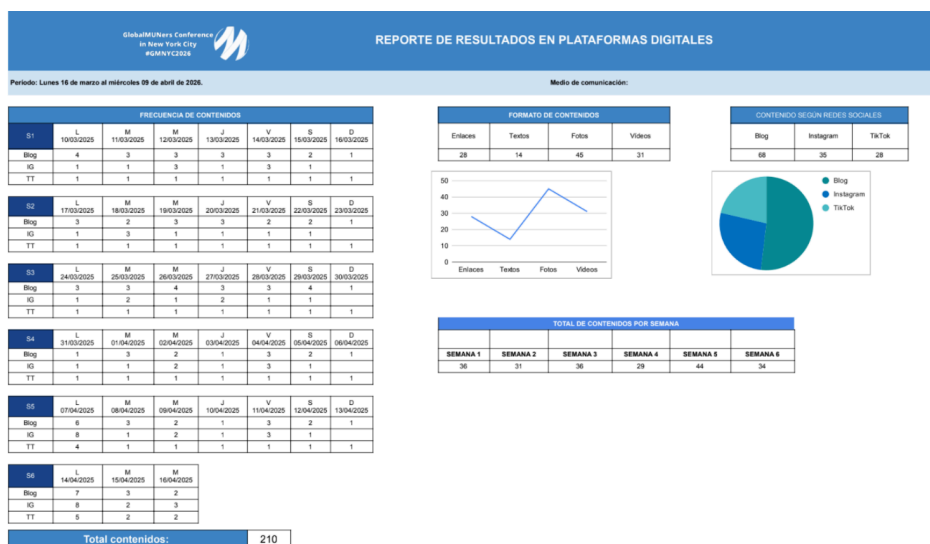 GlobalMUNers Conference
in New York City
#GMNYC2026
REPORTE DE RESULTADOS EN PLATAFORMAS DIGITALES
Periodo: Lunes 16 de marzo al miércoles 09 de abril de 2026.
Medio de comunicación:
FRECUENCIA DE CONTENIDOS
S1 L M M J V S D
10/03/2025 11/03/2025 12/03/2025 13/03/2025 14/03/2025 15/03/2025 16/03/2025
Blog 4 3 3 3 3 2 1
IG 1 1 3 1 3 1
TT 1 1 1 1 1 1 1
S2 L M M J V S D
17/03/2025 18/03/2025 19/03/2025 20/03/2025 21/03/2025 22/03/2025 23/03/2025
Blog 3 2 3 3 2 2 1
IG 1 3 1 1 1 1
TT 1 1 1 1 1 1 1
S3 L M M J V S D
24/03/2025 25/03/2025 26/03/2025 27/03/2025 28/03/2025 29/03/2025 30/03/2025
Blog 3 3 4 3 3 4 1
IG 1 2 1 2 1 1
TT 1 1 1 1 1 1 1
S4 L M M J V S D
31/03/2025 01/04/2025 02/04/2025 03/04/2025 04/04/2025 05/04/2025 06/04/2025
Blog 1 3 2 1 3 2 1
IG 1 1 2 1 3 1
TT 1 1 1 1 1 1 1
S5 L M M J V S D
07/04/2025 08/04/2025 09/04/2025 10/04/2025 11/04/2025 12/04/2025 13/04/2025
Blog 6 3 2 1 3 2 1
IG 8 1 2 1 3 1
TT 4 1 1 1 1 1 1
S6 L M M
14/04/2025 15/04/2025 16/04/2025
Blog 7 3 2
IG 8 2 3
TT 5 2 2
Total contenidos: 210
FORMATO DE CONTENIDOS
Enlaces Textos Fotos Videos
28 14 45 31
50
40
30
20
10
0
Enlaces Textos Fotos Videos
CONTENIDO SEGÚN REDES SOCIALES
Blog Instagram TikTok
68 35 28
Blog
Instagram
TikTok
TOTAL DE CONTENIDOS POR SEMANA
SEMANA 1 SEMANA 2 SEMANA 3 SEMANA 4 SEMANA 5 SEMANA 6
36 31 36 29 44 34